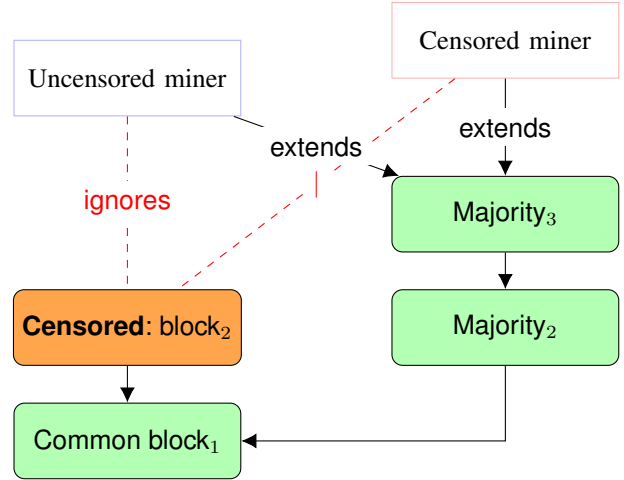 Censored miner
Uncensored miner
extends
extends
ignores
|
Majority₃
Censored: block₂
Majority₂
Common block₁